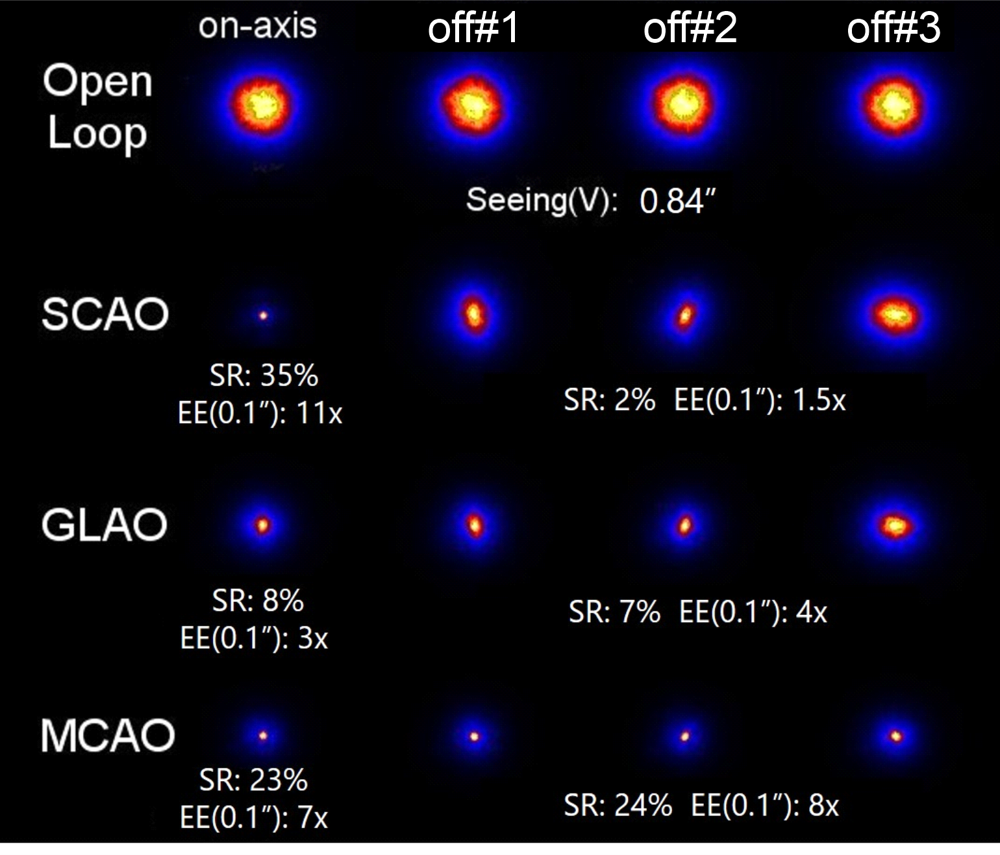 on-axis off#1 off#2 off#3
Open
Loop
Seeing(V): 0.84″
SCAO
SR: 35%
EE(0.1″): 11x
SR: 2% EE(0.1″): 1.5x
GLAO
SR: 8%
EE(0.1″): 3x
SR: 7% EE(0.1″): 4x
MCAO
SR: 23%
EE(0.1″): 7x
SR: 24% EE(0.1″): 8x